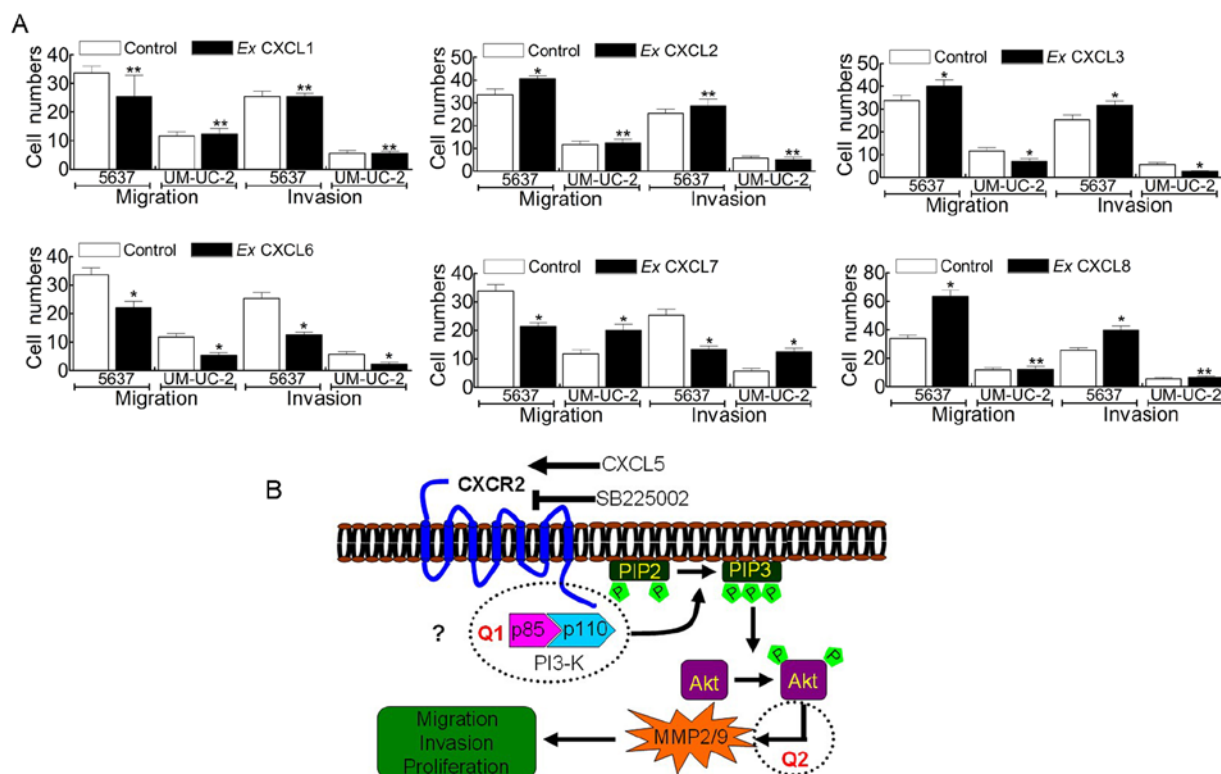 A
Control Ex CXCL1
Cell numbers
40
30
20
10
0
** ** ** **
5637 UM-UC-2 5637 UM-UC-2
Migration Invasion
Control Ex CXCL2
Cell numbers
50
40
30
20
10
0
* ** ** **
5637 UM-UC-2 5637 UM-UC-2
Migration Invasion
Control Ex CXCL3
Cell numbers
50
40
30
20
10
0
* * * *
5637 UM-UC-2 5637 UM-UC-2
Migration Invasion
Control Ex CXCL6
Cell numbers
40
30
20
10
0
* * * *
5637 UM-UC-2 5637 UM-UC-2
Migration Invasion
Control Ex CXCL7
Cell numbers
40
30
20
10
0
* * * *
5637 UM-UC-2 5637 UM-UC-2
Migration Invasion
Control Ex CXCL8
Cell numbers
80
60
40
20
0
* ** * **
5637 UM-UC-2 5637 UM-UC-2
Migration Invasion
B
CXCL5
CXCR2
SB225002
PIP2 PIP3
P P P P P
? Q1 p85 p110
PI3-K
P P
Akt Akt
Migration
Invasion
Proliferation
MMP2/9
Q2